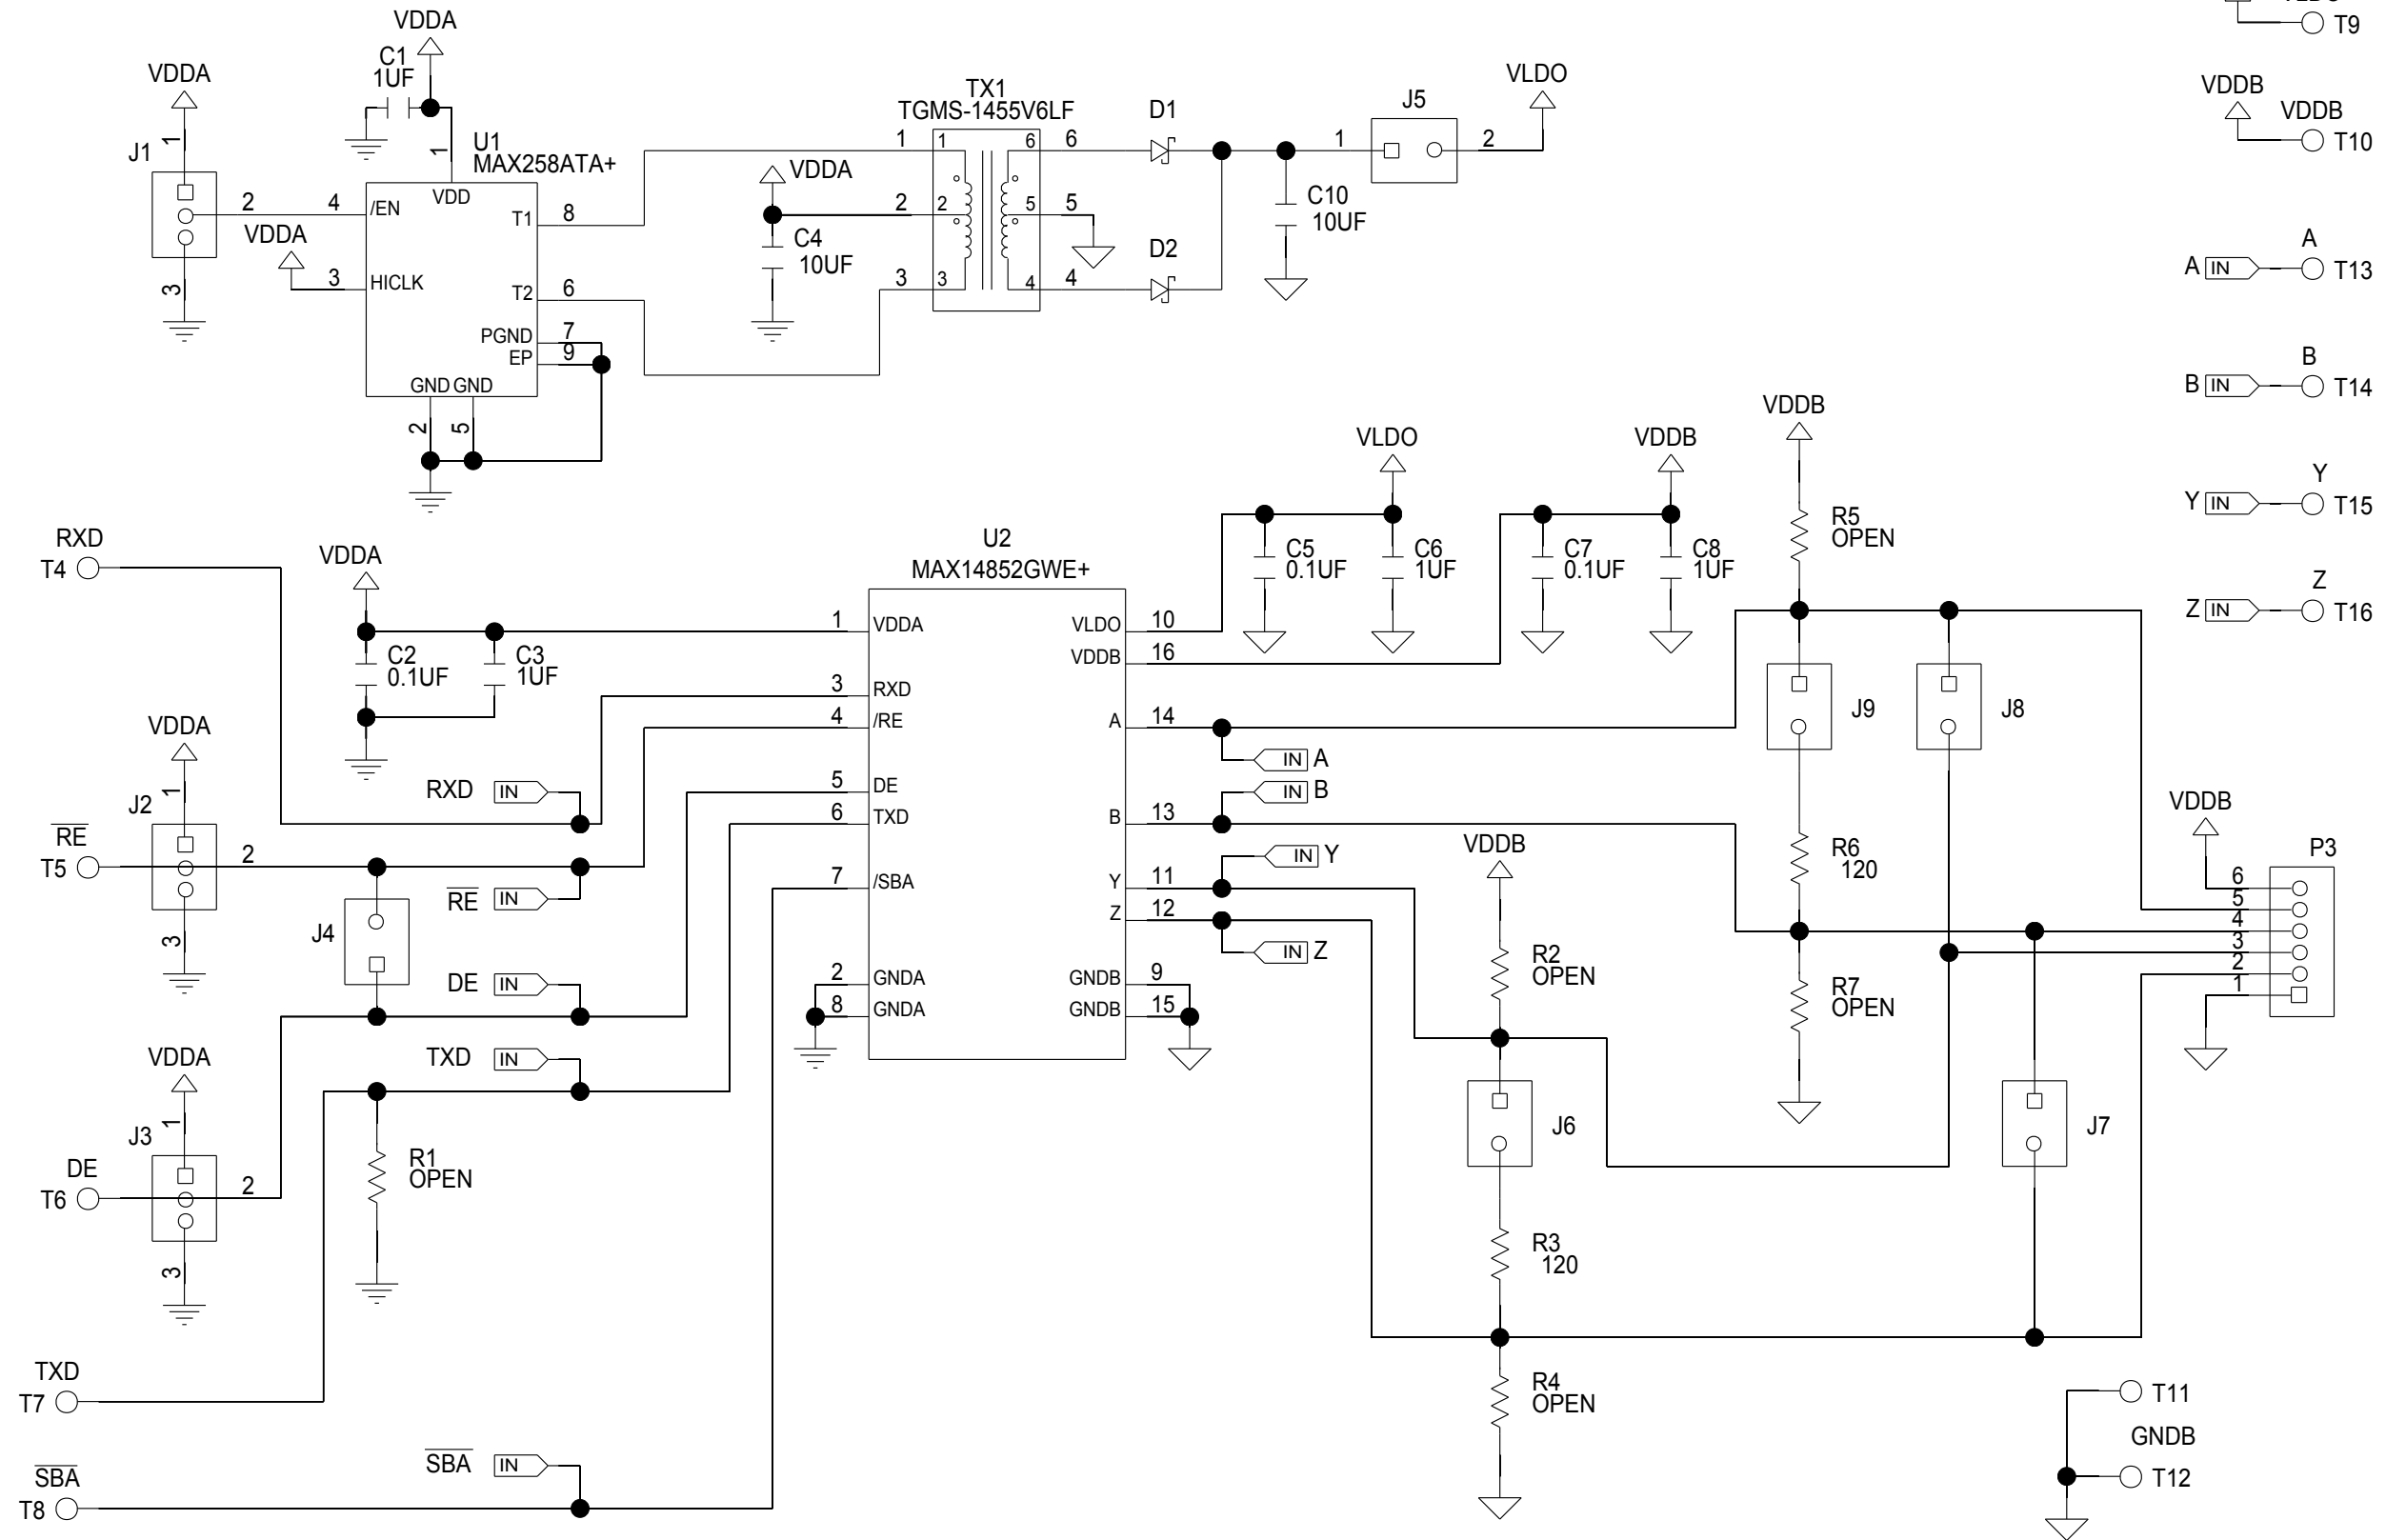 VDDA
C1
1UF
VDDA
1
J1
2
3
VDDA
4
3
1
U1
MAX258ATA+
/EN
VDD
T1
HICLK
T2
PGND
EP
GND GND
8
6
7
9
2
5
VDDA
C4
10UF
TX1
TGMS-1455V6LF
1
1
2
2
3
3
6
6
5
5
4
4
D1
D2
C10
10UF
1
J5
2
VLDO
T9
VDDB
VDDB
T10
A
A IN
T13
B
B IN
T14
Y
Y IN
T15
Z
Z IN
T16
RXD
T4
VDDA
C2
0.1UF
C3
1UF
U2
MAX14852GWE+
1 VDDA
3 RXD
4 /RE
5 DE
6 TXD
7 /SBA
2 GNDA
8 GNDA
VLDO 10
VDDB 16
A 14
B 13
Y 11
Z 12
GNDB 9
GNDB 15
VLDO
C5
0.1UF
C6
1UF
VDDB
C7
0.1UF
C8
1UF
VDDB
R5
OPEN
J9
J8
R6
120
R7
OPEN
IN A
IN B
IN Y
IN Z
VDDA
1
J2
RE
T5
2
3
RXD IN
RE IN
J4
DE IN
TXD IN
VDDA
1
J3
DE
T6
2
3
R1
OPEN
TXD
T7
SBA IN
SBA
T8
VDDB
R2
OPEN
J6
R3
120
R4
OPEN
J7
VDDB
P3
6
5
4
3
2
1
T11
GNDB
T12